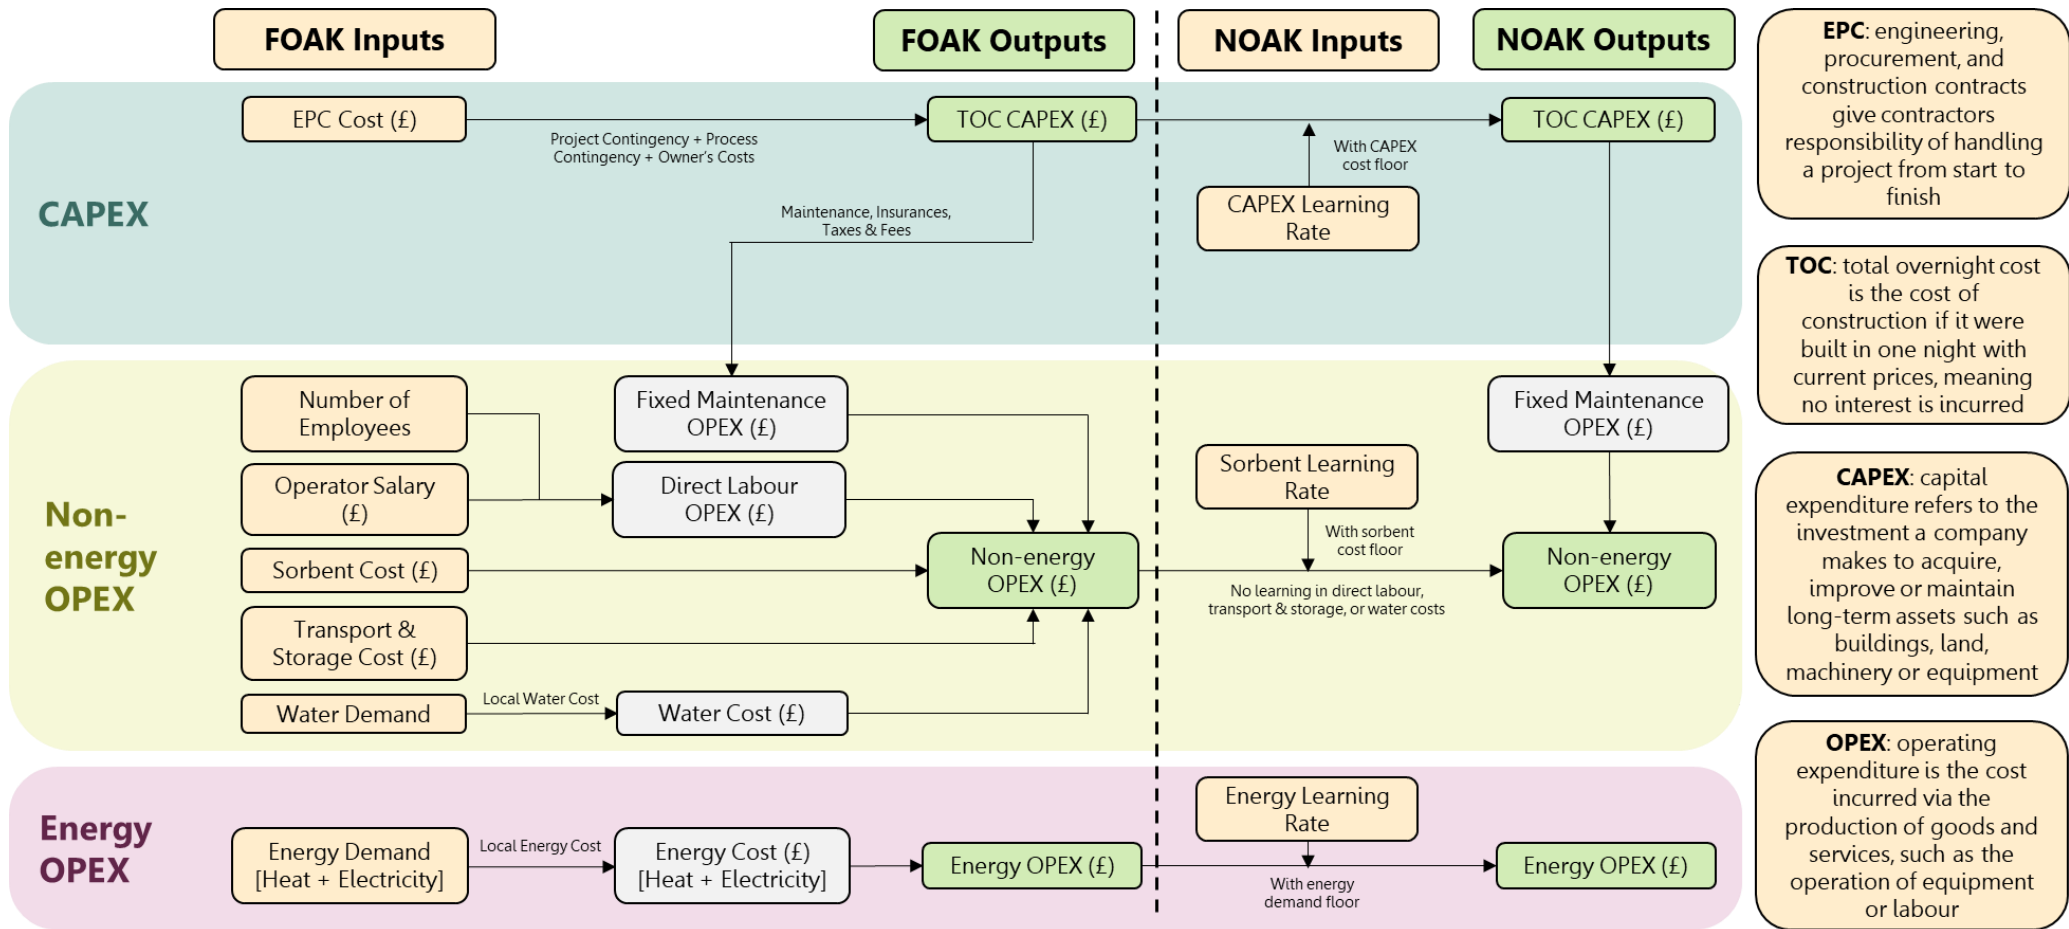 FOAK Inputs
FOAK Outputs
NOAK Inputs
NOAK Outputs
CAPEX
EPC Cost (£)
Project Contingency + Process
Contingency + Owner's Costs
TOC CAPEX (£)
With CAPEX
cost floor
CAPEX Learning
Rate
TOC CAPEX (£)
Maintenance, Insurances,
Taxes & Fees
Non-
energy
OPEX
Number of
Employees
Operator Salary
(£)
Sorbent Cost (£)
Transport &
Storage Cost (£)
Water Demand
Local Water Cost
Fixed Maintenance
OPEX (£)
Direct Labour
OPEX (£)
Water Cost (£)
Non-energy
OPEX (£)
Sorbent Learning
Rate
With sorbent
cost floor
No learning in direct labour,
transport & storage, or water costs
Fixed Maintenance
OPEX (£)
Non-energy
OPEX (£)
Energy
OPEX
Energy Demand
[Heat + Electricity]
Local Energy Cost
Energy Cost (£)
[Heat + Electricity]
Energy OPEX (£)
Energy Learning
Rate
With energy
demand floor
Energy OPEX (£)
EPC: engineering,
procurement, and
construction contracts
give contractors
responsibility of handling
a project from start to
finish
TOC: total overnight cost
is the cost of
construction if it were
built in one night with
current prices, meaning
no interest is incurred
CAPEX: capital
expenditure refers to the
investment a company
makes to acquire,
improve or maintain
long-term assets such as
buildings, land,
machinery or equipment
OPEX: operating
expenditure is the cost
incurred via the
production of goods and
services, such as the
operation of equipment
or labour